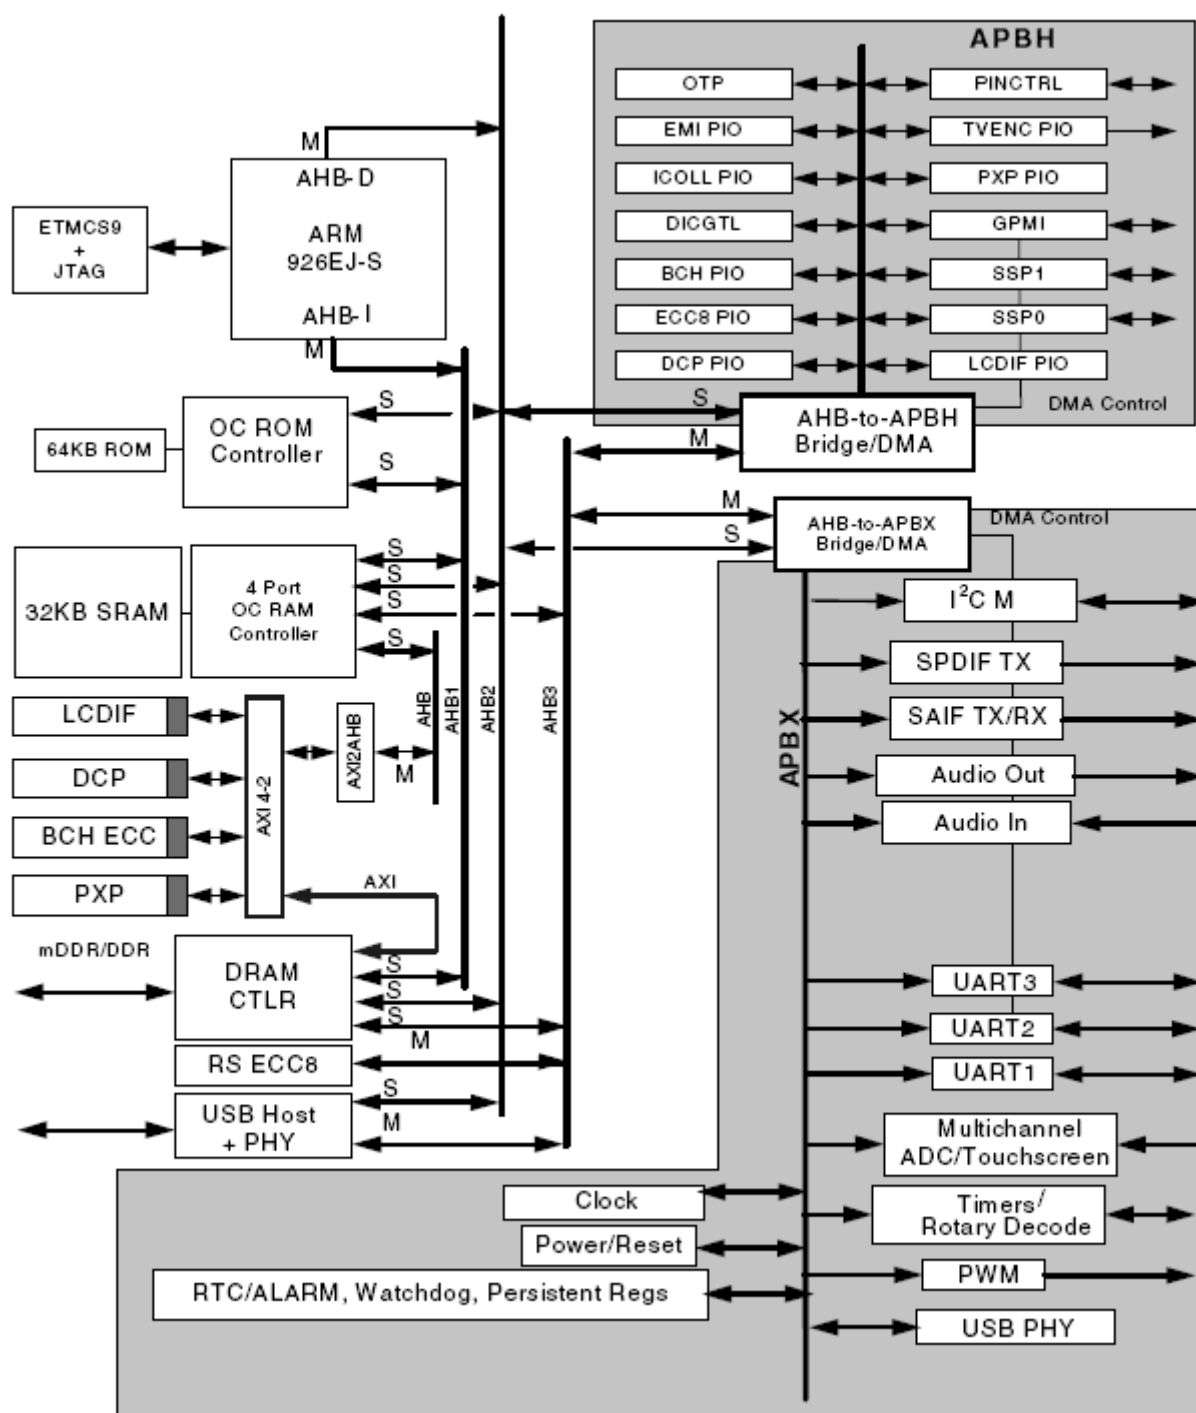 APBH
OTP
PINCTRL
EMI PIO
TVENC PIO
ICOLL PIO
PXP PIO
DICGTL
GPMI
BCH PIO
SSP1
ECC8 PIO
SSP0
DCP PIO
LCDIF PIO
DMA Control
S
AHB-to-APBH
Bridge/DMA
M
M
AHB-D
ARM
926EJ-S
AHB-I
M
ETMCS9
+
JTAG
S
OC ROM
Controller
64KB ROM
S
M
S
AHB-to-APBX
Bridge/DMA
DMA Control
32KB SRAM
4 Port
OC RAM
Controller
S
S
S
S
AHB
AHB1
AHB2
AHB3
LCDIF
DCP
BCH ECC
PXP
AXI 4-2
AXI2AHB
M
AXI
mDDR/DDR
DRAM
CTLR
S
S
S
M
RS ECC8
USB Host
+ PHY
S
M
APBX
I2C M
SPDIF TX
SAIF TX/RX
Audio Out
Audio In
UART3
UART2
UART1
Multichannel
ADC/Touchscreen
Timers/
Rotary Decode
PWM
USB PHY
Clock
Power/Reset
RTC/ALARM, Watchdog, Persistent Regs